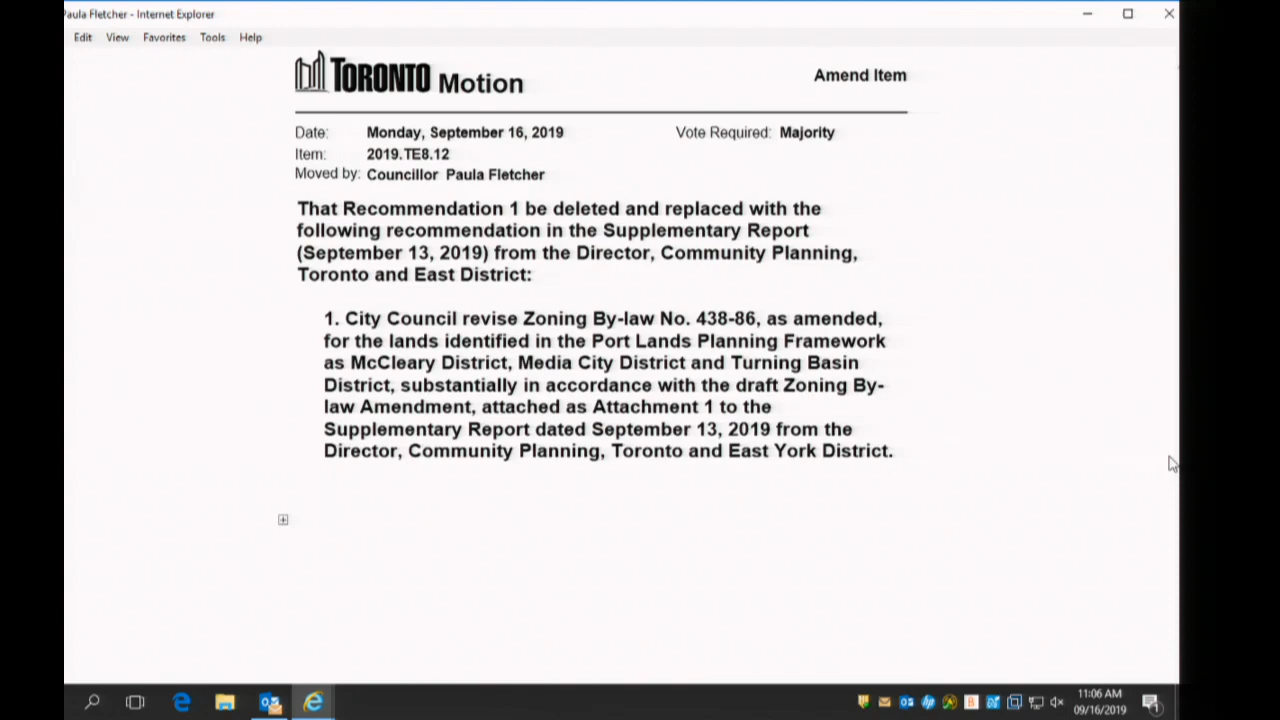 Paula Fletcher - Internet Explorer
Edit View Favorites Tools Help
TORONTO Motion
Amend Item
Date: Monday, September 16, 2019
Vote Required: Majority
Item: 2019.TE8.12
Moved by: Councillor Paula Fletcher
That Recommendation 1 be deleted and replaced with the
following recommendation in the Supplementary Report
(September 13, 2019) from the Director, Community Planning,
Toronto and East District:
1. City Council revise Zoning By-law No. 438-86, as amended,
for the lands identified in the Port Lands Planning Framework
as McCleary District, Media City District and Turning Basin
District, substantially in accordance with the draft Zoning By-
law Amendment, attached as Attachment 1 to the
Supplementary Report dated September 13, 2019 from the
Director, Community Planning, Toronto and East York District.
11:06 AM
09/16/2019